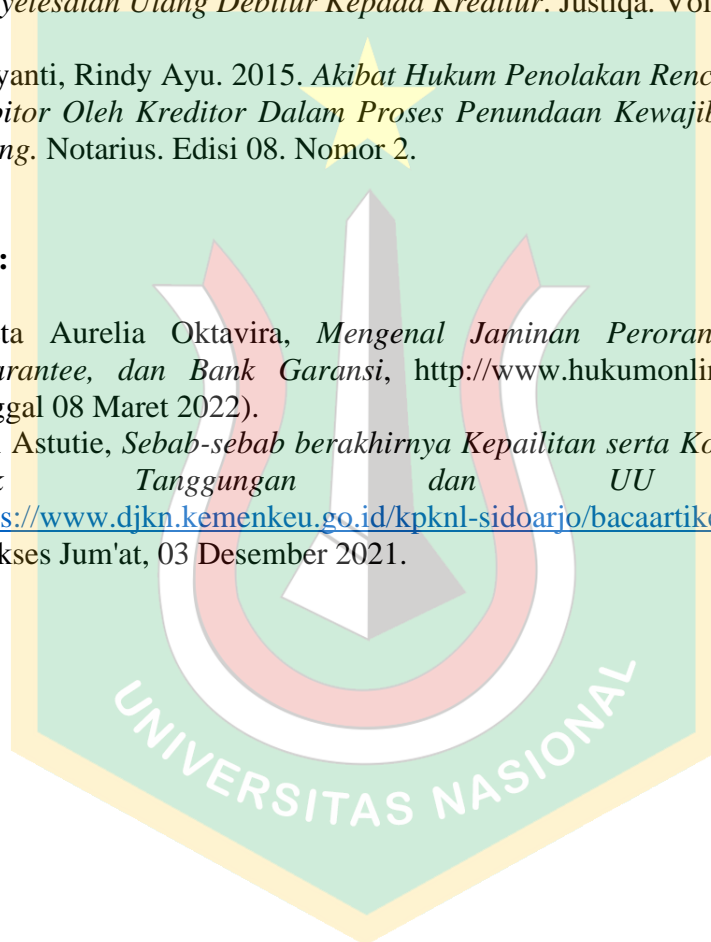 yelesaian Ulang Debitur Kepada Kreditur. Justiqa. Vol
yanti, Rindy Ayu. 2015. Akibat Hukum Penolakan Renc
bitor Oleh Kreditor Dalam Proses Penundaan Kewajib
ng. Notarius. Edisi 08. Nomor 2.
:
ta Aurelia Oktavira, Mengenal Jaminan Peroran
arantee, dan Bank Garansi, http://www.hukumonlin
ggal 08 Maret 2022).
Astutie, Sebab-sebab berakhirnya Kepailitan serta Ko
k Tanggungan dan UU
s://www.djkn.kemenkeu.go.id/kpknl-sidoarjo/bacaartike
kses Jum'at, 03 Desember 2021.
UNIVERSITAS NASIONAL